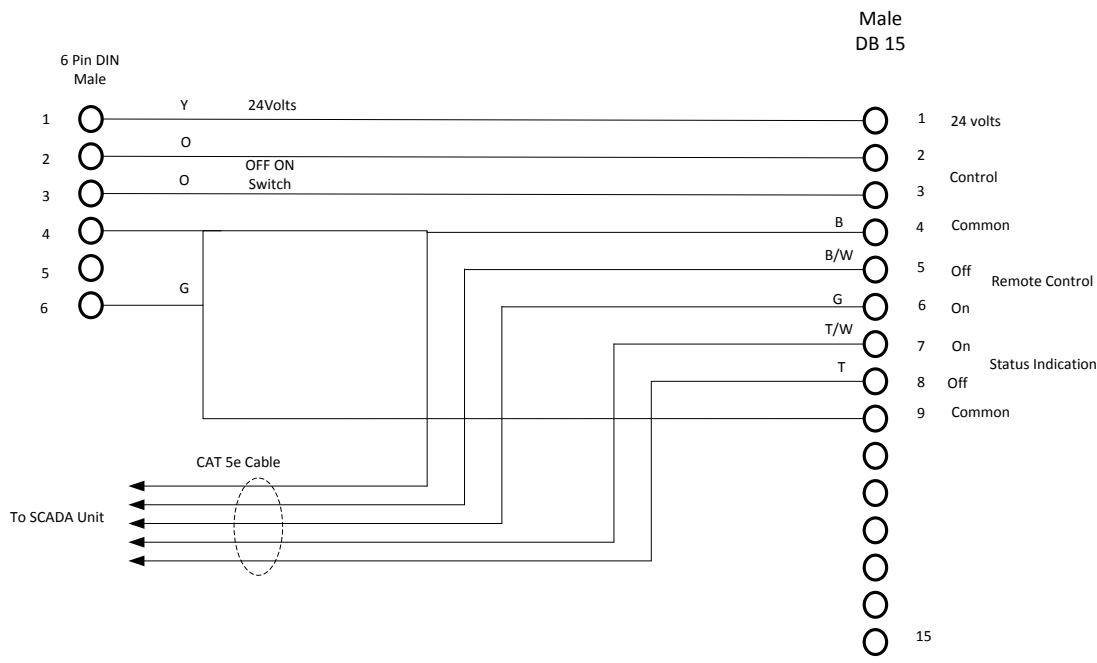 Male
DB 15
6 Pin DIN
Male
1 Y 24Volts 1 24 volts
2 O 2
OFF ON
Switch
3 O 3 Control
4 B 4 Common
5 B/W 5 Off
Remote Control
6 G G 6 On
T/W 7 On
Status Indication
T 8 Off
9 Common
CAT 5e Cable
To SCADA Unit
15